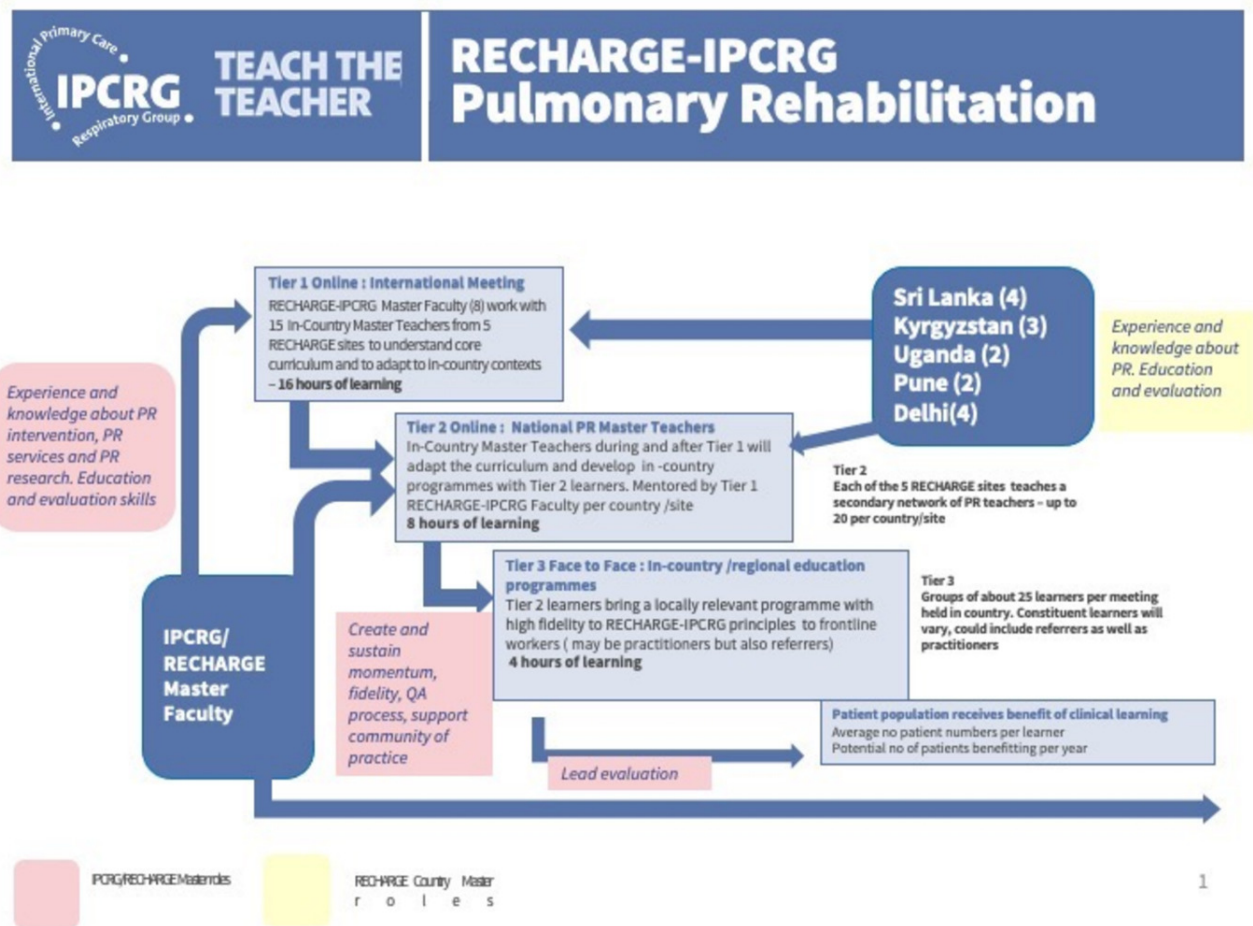 International Primary Care
IPCRG
Respiratory Group
TEACH THE
TEACHER
RECHARGE-IPCRG
Pulmonary Rehabilitation
Tier 1 Online : International Meeting
RECHARGE-IPCRG Master Faculty (8) work with
15 In-Country Master Teachers from 5
RECHARGE sites to understand core
curriculum and to adapt to in-country contexts
– 16 hours of learning
Sri Lanka (4)
Kyrgyzstan (3)
Uganda (2)
Pune (2)
Delhi(4)
Experience and
knowledge about
PR. Education
and evaluation
Experience and
knowledge about PR
intervention, PR
services and PR
research. Education
and evaluation skills
Tier 2 Online : National PR Master Teachers
In-Country Master Teachers during and after Tier 1 will
adapt the curriculum and develop in -country
programmes with Tier 2 learners. Mentored by Tier 1
RECHARGE-IPCRG Faculty per country /site
8 hours of learning
Tier 2
Each of the 5 RECHARGE sites teaches a
secondary network of PR teachers – up to
20 per country/site
Tier 3 Face to Face : In-country /regional education
programmes
Tier 2 learners bring a locally relevant programme with
high fidelity to RECHARGE-IPCRG principles to frontline
workers ( may be practitioners but also referrers)
4 hours of learning
Tier 3
Groups of about 25 learners per meeting
held in country. Constituent learners will
vary, could include referrers as well as
practitioners
IPCRG/
RECHARGE
Master
Faculty
Create and
sustain
momentum,
fidelity, QA
process, support
community of
practice
Patient population receives benefit of clinical learning
Average no patient numbers per learner
Potential no of patients benefitting per year
Lead evaluation
IPCRG/RECHARGE Master roles
RECHARGE Country Master
r o l e s
1